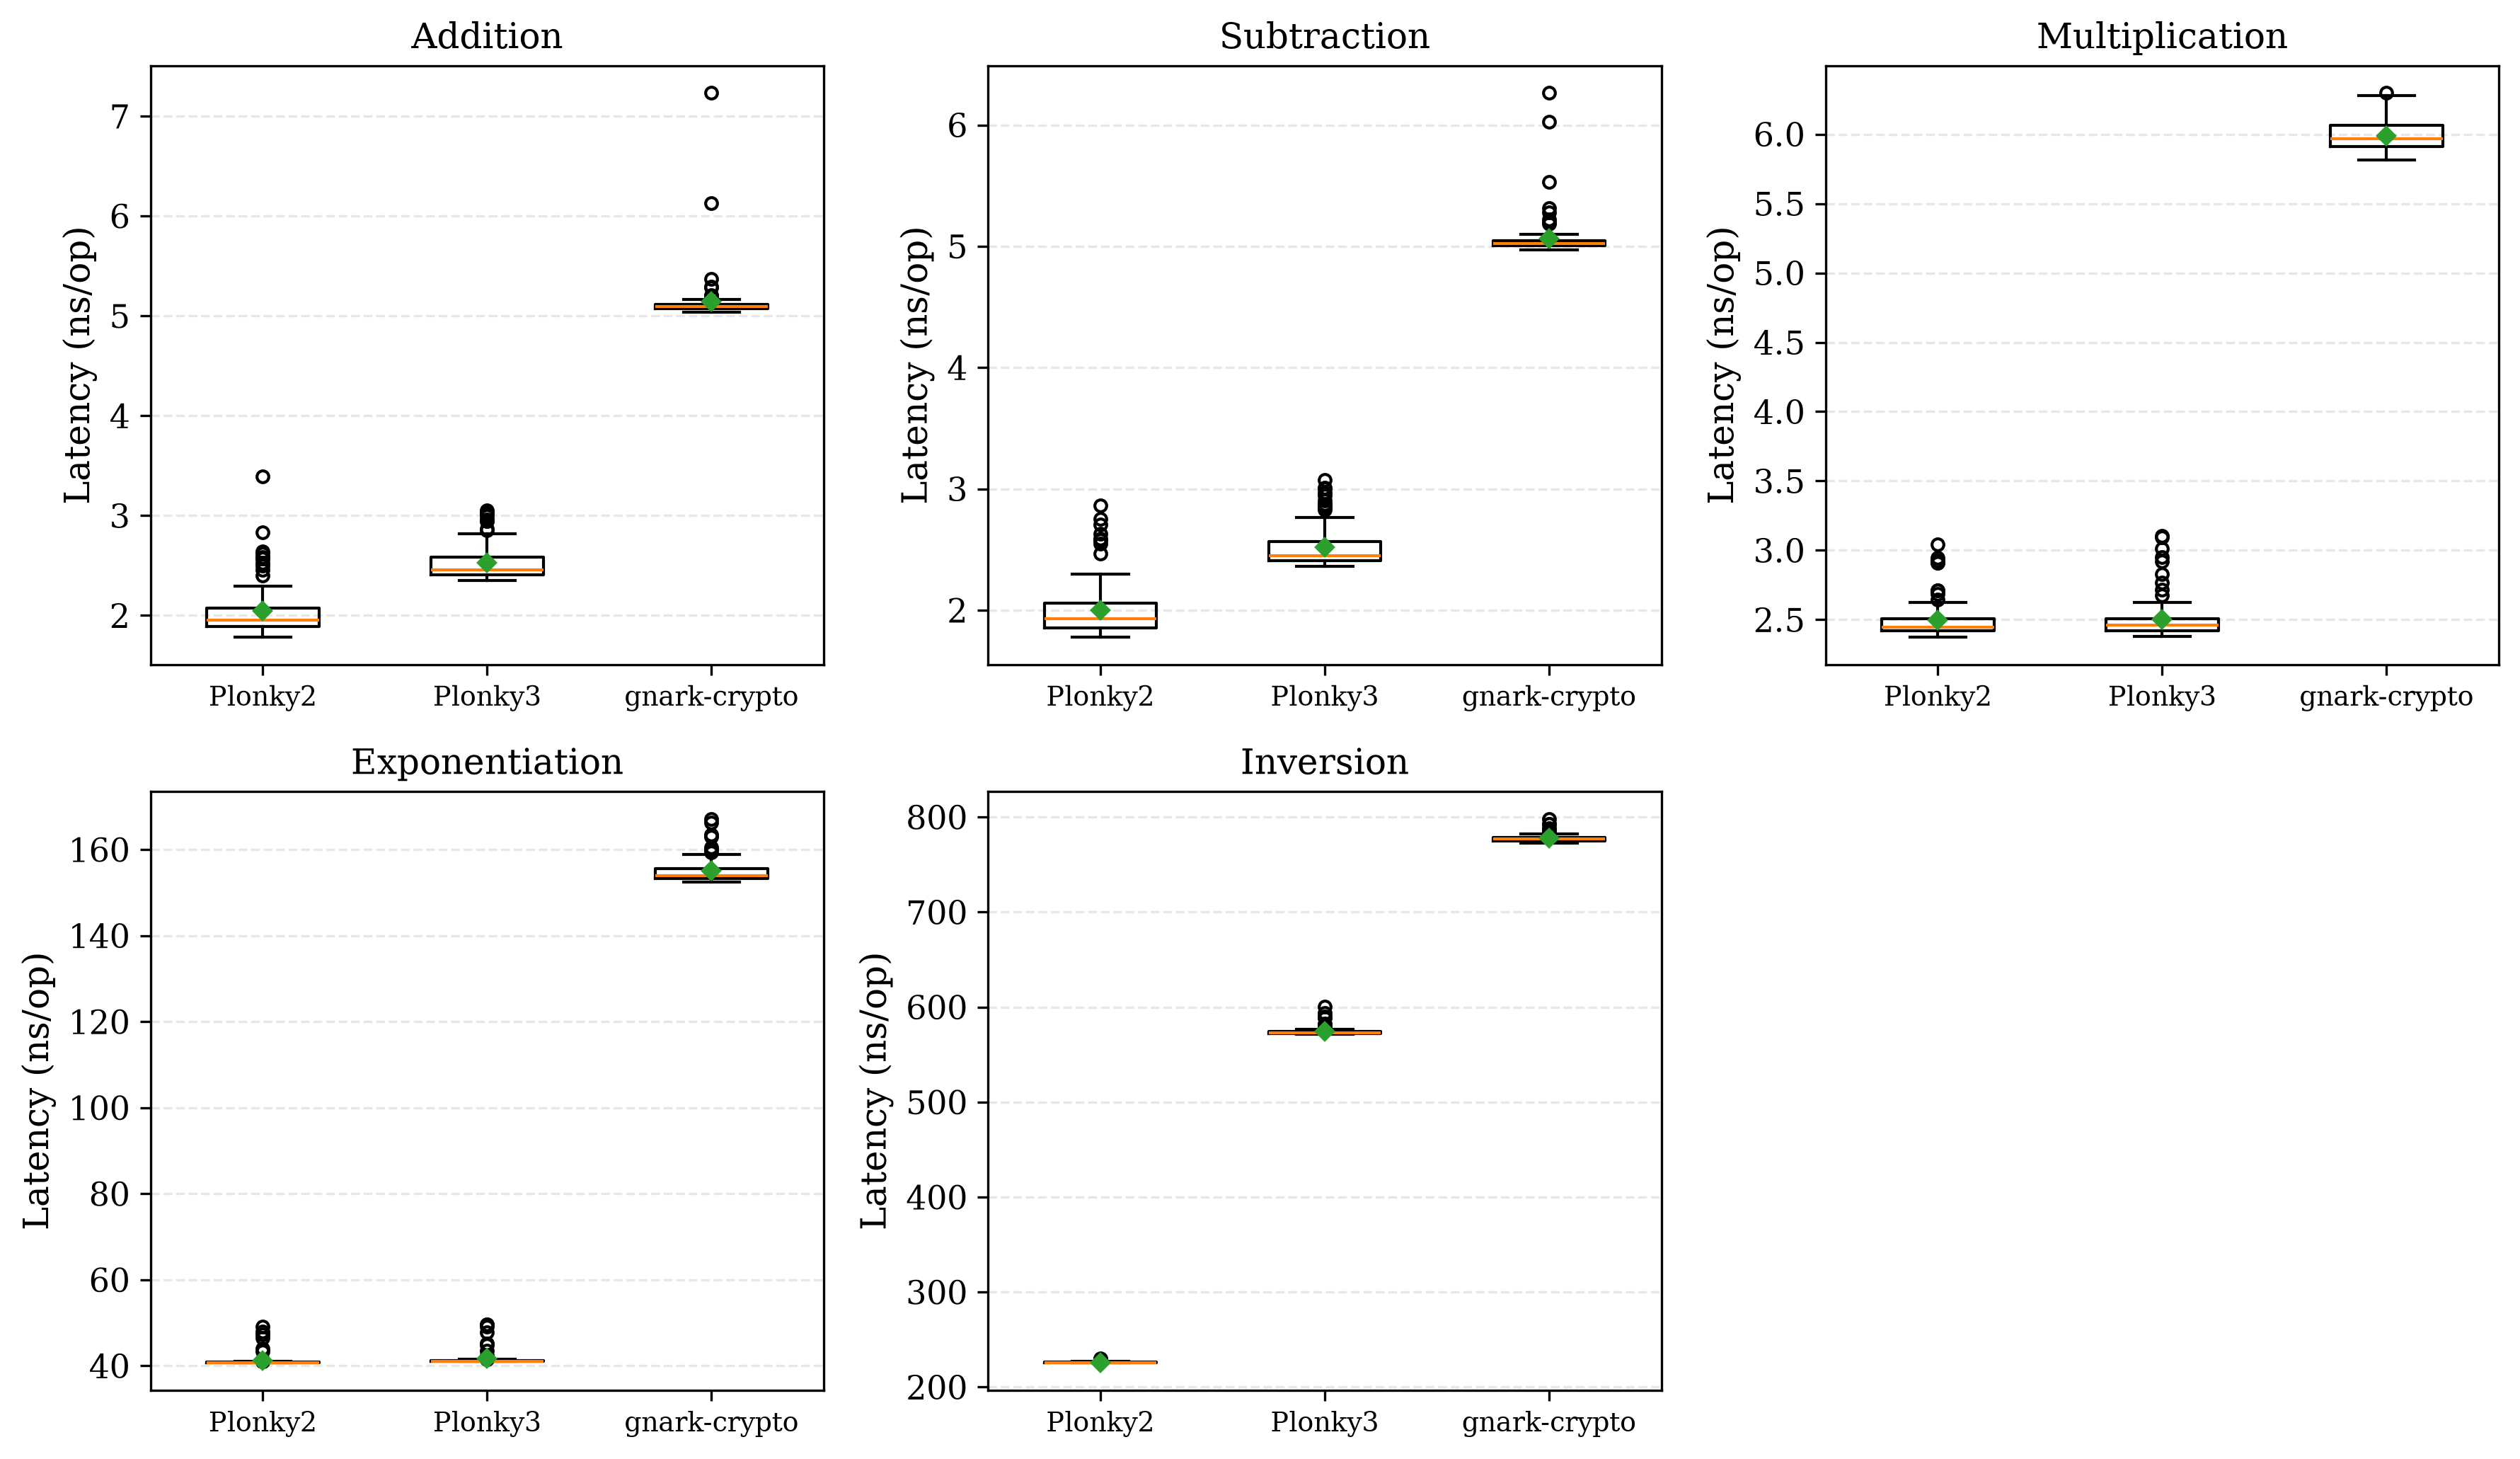 Addition
Latency (ns/op)
7
6
5
4
3
2
Plonky2 Plonky3 gnark-crypto
Subtraction
Latency (ns/op)
6
5
4
3
2
Plonky2 Plonky3 gnark-crypto
Multiplication
Latency (ns/op)
6.0
5.5
5.0
4.5
4.0
3.5
3.0
2.5
Plonky2 Plonky3 gnark-crypto
Exponentiation
Latency (ns/op)
160
140
120
100
80
60
40
Plonky2 Plonky3 gnark-crypto
Inversion
Latency (ns/op)
800
700
600
500
400
300
200
Plonky2 Plonky3 gnark-crypto